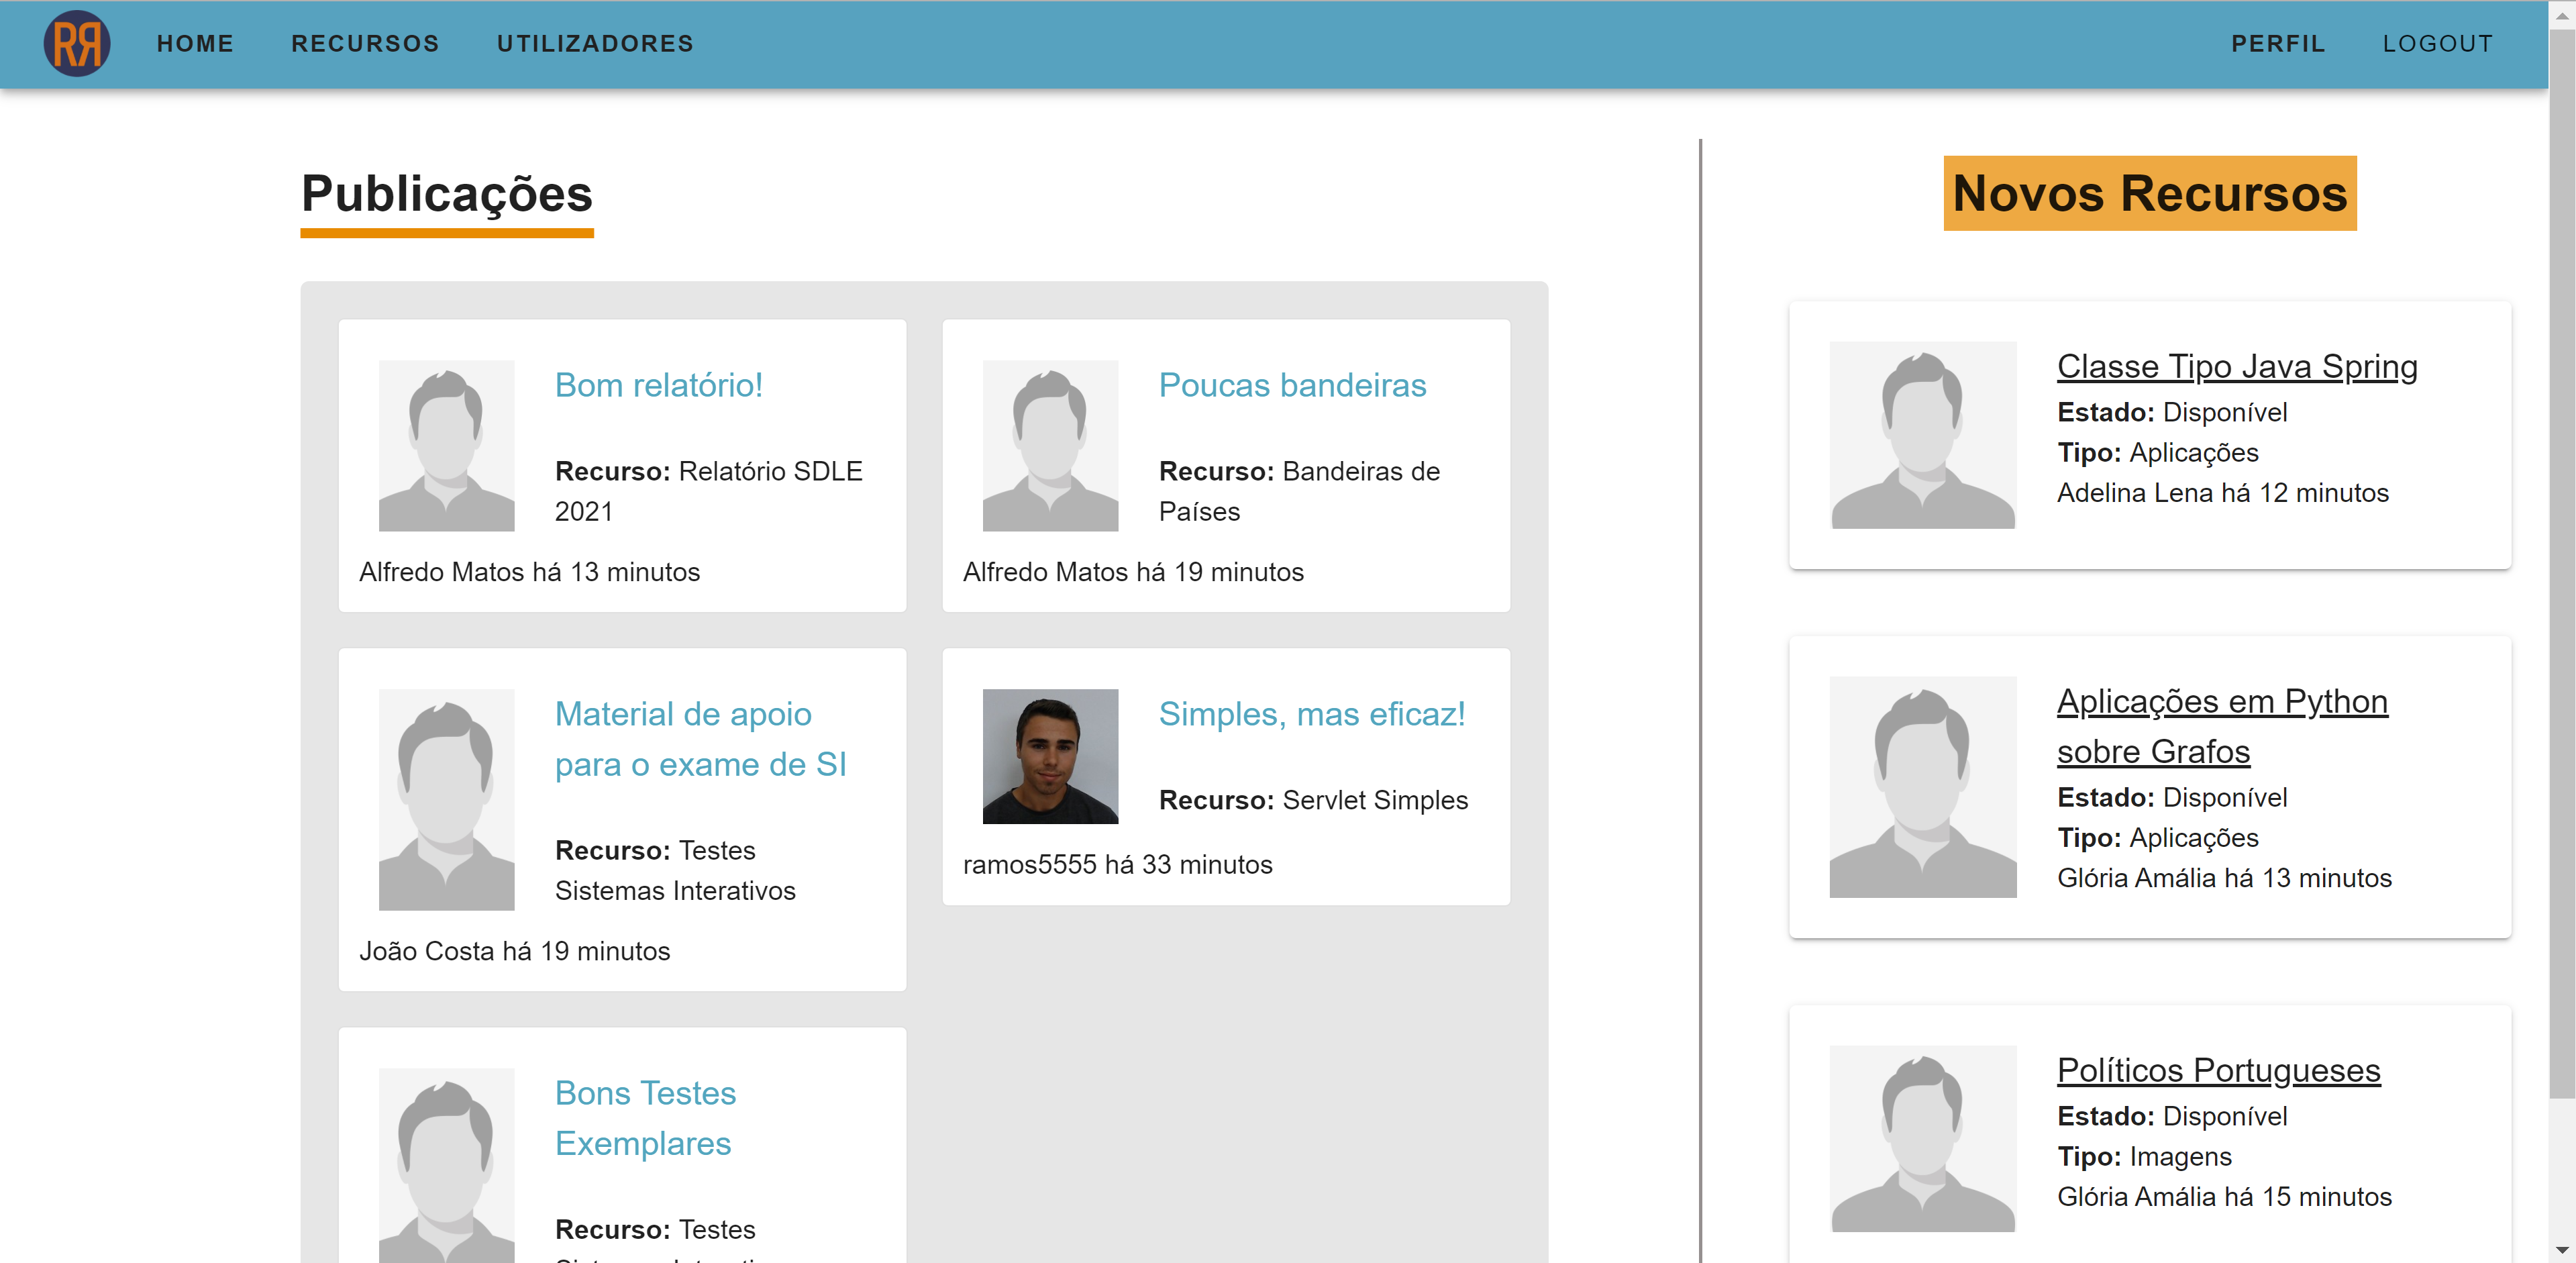 HOME RECURSOS UTILIZADORES PERFIL LOGOUT
Publicações
Bom relatório!
Recurso: Relatório SDLE
2021
Alfredo Matos há 13 minutos
Poucas bandeiras
Recurso: Bandeiras de
Países
Alfredo Matos há 19 minutos
Material de apoio
para o exame de SI
Recurso: Testes
Sistemas Interativos
João Costa há 19 minutos
Simples, mas eficaz!
Recurso: Servlet Simples
ramos5555 há 33 minutos
Bons Testes
Exemplares
Recurso: Testes
Novos Recursos
Classe Tipo Java Spring
Estado: Disponível
Tipo: Aplicações
Adelina Lena há 12 minutos
Aplicações em Python
sobre Grafos
Estado: Disponível
Tipo: Aplicações
Glória Amália há 13 minutos
Políticos Portugueses
Estado: Disponível
Tipo: Imagens
Glória Amália há 15 minutos